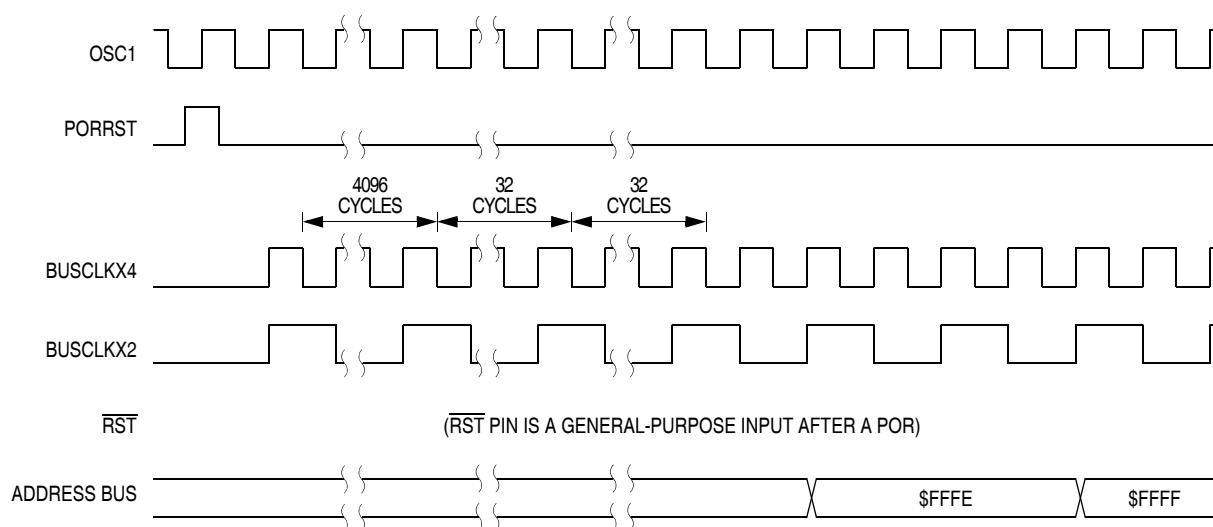 OSC1
PORRST
4096
CYCLES
32
CYCLES
32
CYCLES
BUSCLKX4
BUSCLKX2
RST
(RST PIN IS A GENERAL-PURPOSE INPUT AFTER A POR)
ADDRESS BUS
$FFFE
$FFFF